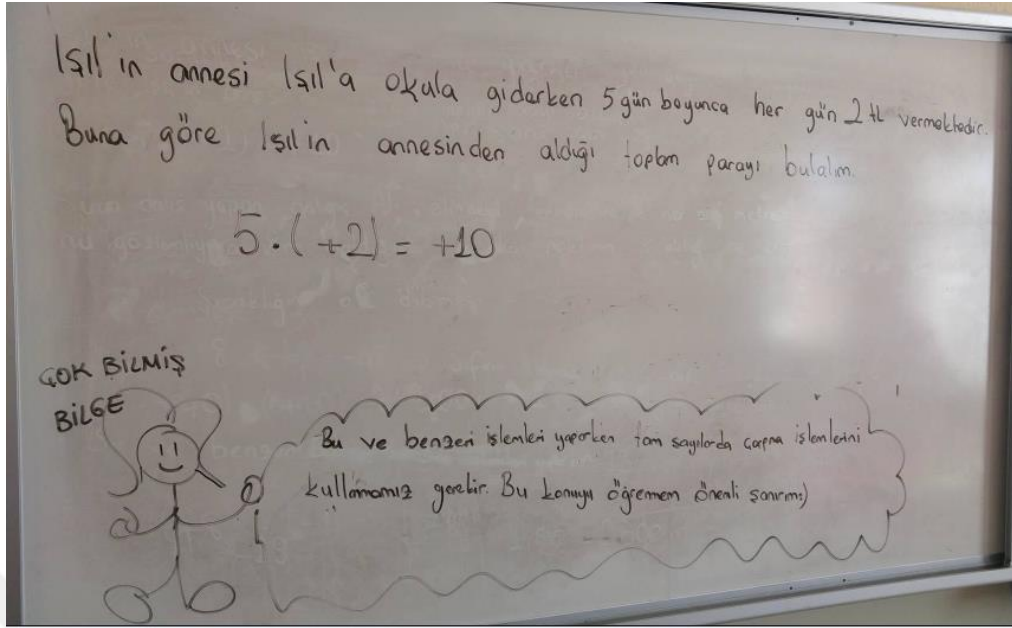 Işıl'in annesi Işıl'a okula giderken 5 gün boyunca her gün 2 tl vermektedir.
Buna göre Işıl'in annesinden aldığı toplam parayı bulalım.
5.(+2) = +10
ÇOK BİLMİŞ
BİLGE
Bu ve benzeri işlemleri yaparken tam sayılarda çarpma işlemlerini
kullanmamız gerekir. Bu konuyu öğrenmem önemli sanırım:)